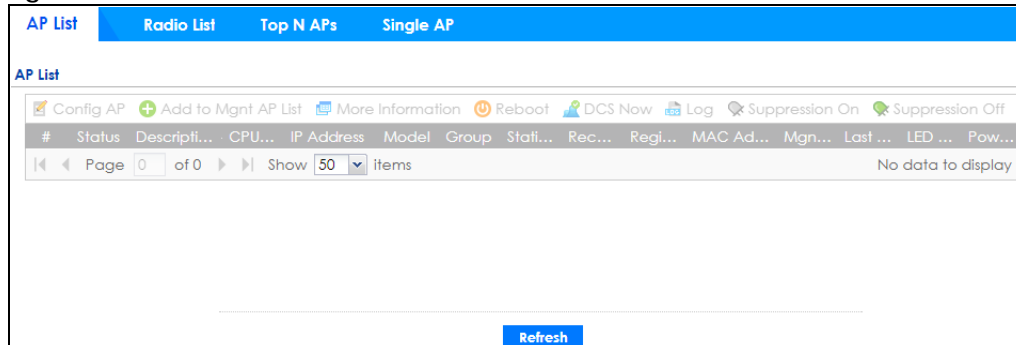 AP List Radio List Top N APs Single AP
AP List
Config AP Add to Mgnt AP List More Information Reboot DCS Now Log Suppression On Suppression Off
# Status Descripti... CPU... IP Address Model Group Stati... Rec... Regi... MAC Ad... Mgn... Last ... LED ... Pow...
Page 0 of 0 Show 50 items No data to display
Refresh